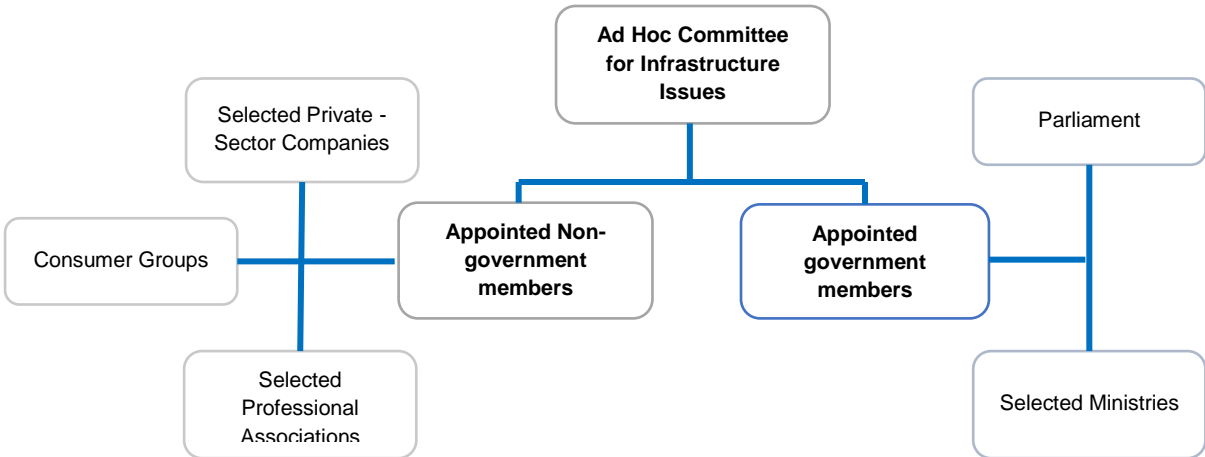 Ad Hoc Committee
for Infrastructure
Issues
Selected Private -
Sector Companies
Parliament
Appointed Non-
government
members
Appointed
government
members
Consumer Groups
Selected
Professional
Associations
Selected Ministries